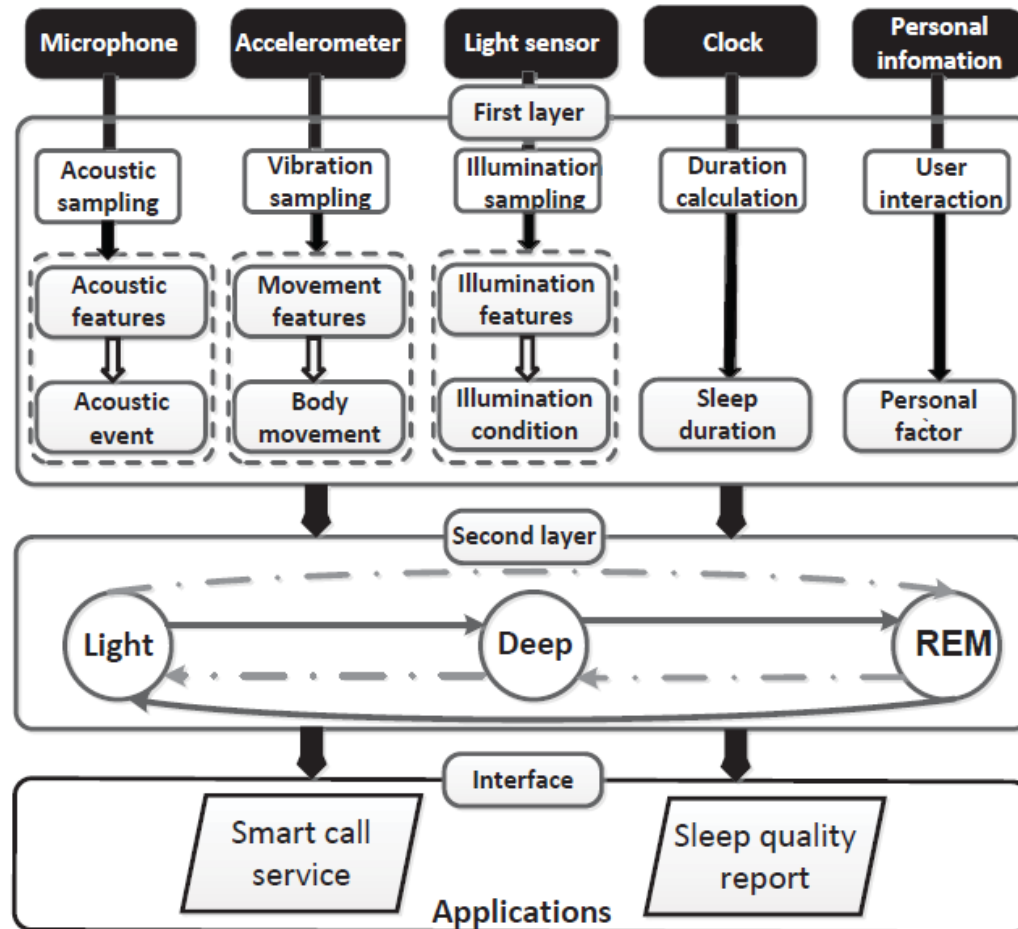 Microphone
Accelerometer
Light sensor
Clock
Personal
infomation
First layer
Acoustic
sampling
Vibration
sampling
Illumination
sampling
Duration
calculation
User
interaction
Acoustic
features
Movement
features
Illumination
features
Acoustic
event
Body
movement
Illumination
condition
Sleep
duration
Personal
factor
Second layer
Light
Deep
REM
Interface
Smart call
service
Sleep quality
report
Applications